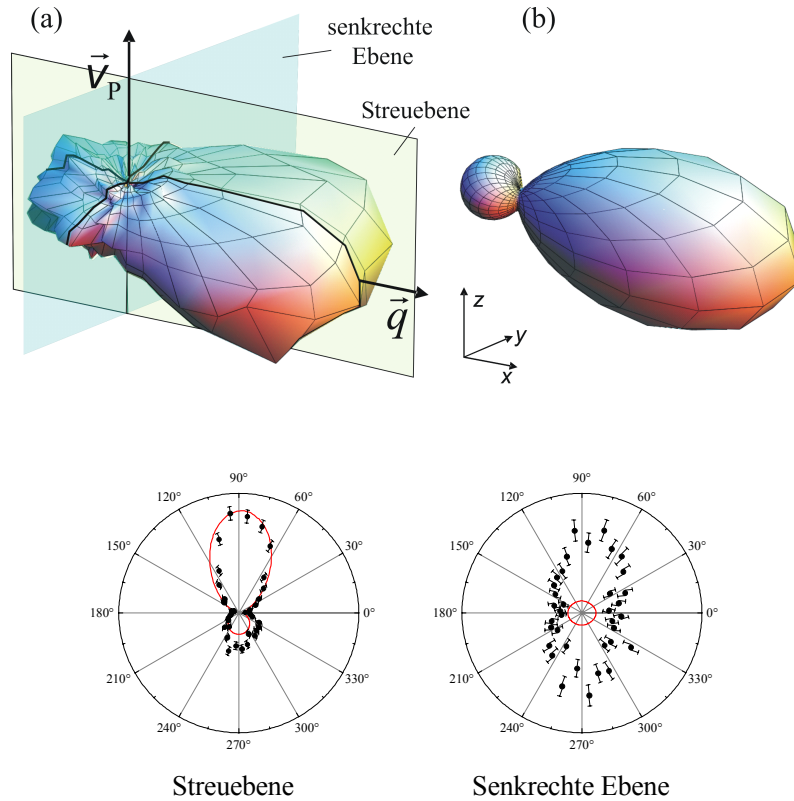 (a)
(b)
senkrechte
Ebene
v⃗P
Streuebene
q⃗
z
y
x
90°
120°
60°
150°
30°
180°
0°
210°
330°
240°
300°
270°
90°
120°
60°
150°
30°
180°
0°
210°
330°
240°
300°
270°
Streuebene
Senkrechte Ebene